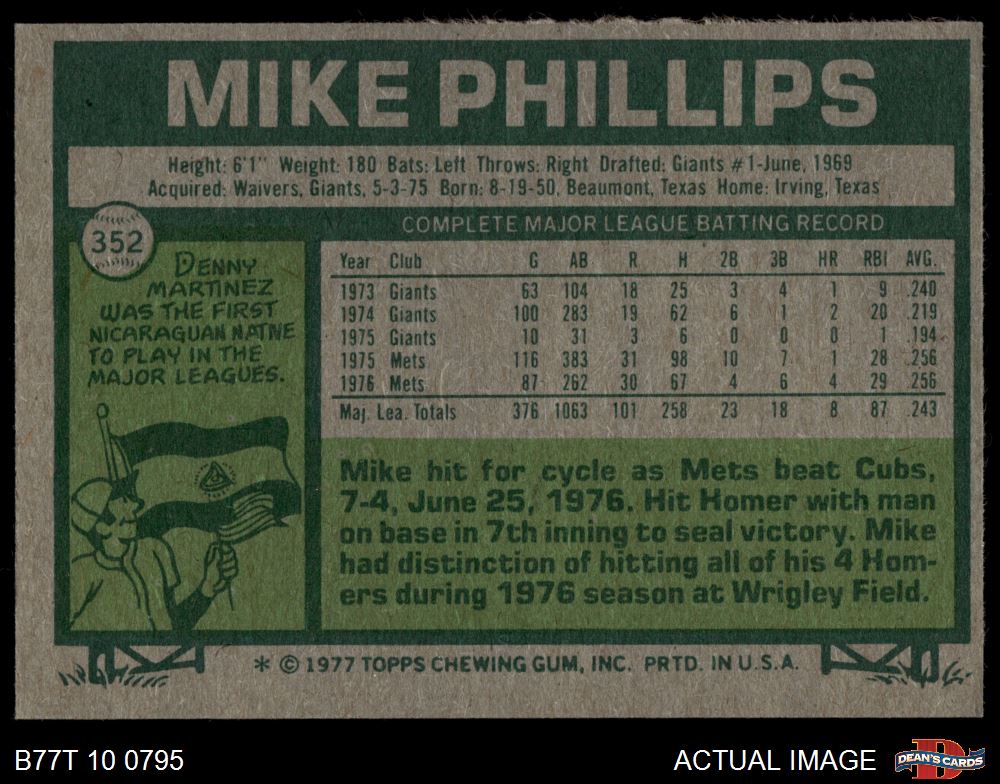 MIKE PHILLIPS
Height: 6'1" Weight: 180 Bats: Left Throws: Right Drafted: Giants #1-June, 1969
Acquired: Waivers, Giants, 5-3-75 Born: 8-19-50, Beaumont, Texas Home: Irving, Texas
352
DENNY
MARTINEZ
WAS THE FIRST
NICARAGUAN NATIVE
TO PLAY IN THE
MAJOR LEAGUES.
COMPLETE MAJOR LEAGUE BATTING RECORD
Year Club G AB R H 2B 3B HR RBI AVG.
1973 Giants 63 104 18 25 3 4 1 9 .240
1974 Giants 100 283 19 62 6 1 2 20 .219
1975 Giants 10 31 3 6 0 0 0 1 .194
1975 Mets 116 383 31 98 10 7 1 28 .256
1976 Mets 87 262 30 67 4 6 4 29 .256
Maj. Lea. Totals 376 1063 101 258 23 18 8 87 .243
Mike hit for cycle as Mets beat Cubs,
7-4, June 25, 1976. Hit Homer with man
on base in 7th inning to seal victory. Mike
had distinction of hitting all of his 4 Hom-
ers during 1976 season at Wrigley Field.
* © 1977 TOPPS CHEWING GUM, INC. PRTD. IN U.S.A.
B77T 10 0795
ACTUAL IMAGE
D
DEAN'S CARDS